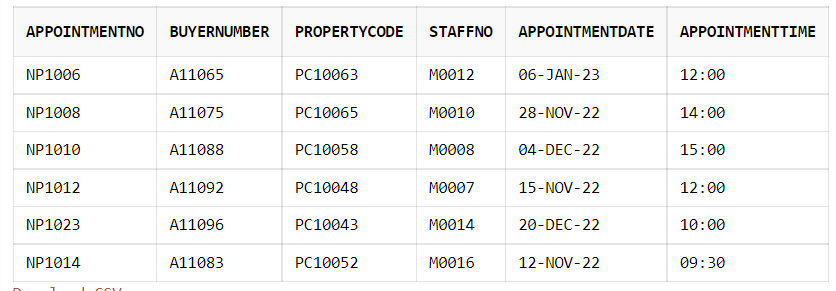 APPOINTMENTNO BUYERNUMBER PROPERTYCODE STAFFNO APPOINTMENTDATE APPOINTMENTTIME
NP1006 A11065 PC10063 M0012 06-JAN-23 12:00
NP1008 A11075 PC10065 M0010 28-NOV-22 14:00
NP1010 A11088 PC10058 M0008 04-DEC-22 15:00
NP1012 A11092 PC10048 M0007 15-NOV-22 12:00
NP1023 A11096 PC10043 M0014 20-DEC-22 10:00
NP1014 A11083 PC10052 M0016 12-NOV-22 09:30